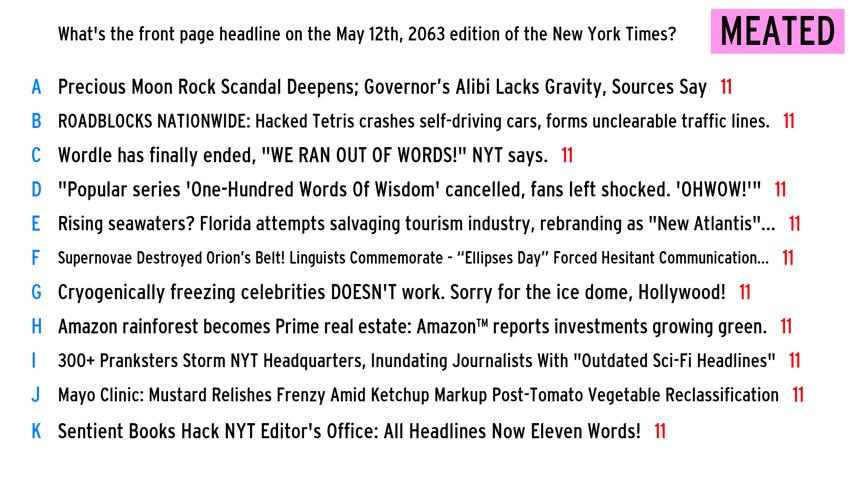 What's the front page headline on the May 12th, 2063 edition of the New York Times?
MEATED
A Precious Moon Rock Scandal Deepens; Governor’s Alibi Lacks Gravity, Sources Say 11
B ROADBLOCKS NATIONWIDE: Hacked Tetris crashes self-driving cars, forms unclearable traffic lines. 11
C Wordle has finally ended, "WE RAN OUT OF WORDS!" NYT says. 11
D "Popular series 'One-Hundred Words Of Wisdom' cancelled, fans left shocked. 'OHWOW!'" 11
E Rising seawaters? Florida attempts salvaging tourism industry, rebranding as "New Atlantis"... 11
F Supernovae Destroyed Orion’s Belt! Linguists Commemorate - “Ellipses Day” Forced Hesitant Communication... 11
G Cryogenically freezing celebrities DOESN'T work. Sorry for the ice dome, Hollywood! 11
H Amazon rainforest becomes Prime real estate: Amazon™ reports investments growing green. 11
I 300+ Pranksters Storm NYT Headquarters, Inundating Journalists With "Outdated Sci-Fi Headlines" 11
J Mayo Clinic: Mustard Relishes Frenzy Amid Ketchup Markup Post-Tomato Vegetable Reclassification 11
K Sentient Books Hack NYT Editor's Office: All Headlines Now Eleven Words! 11